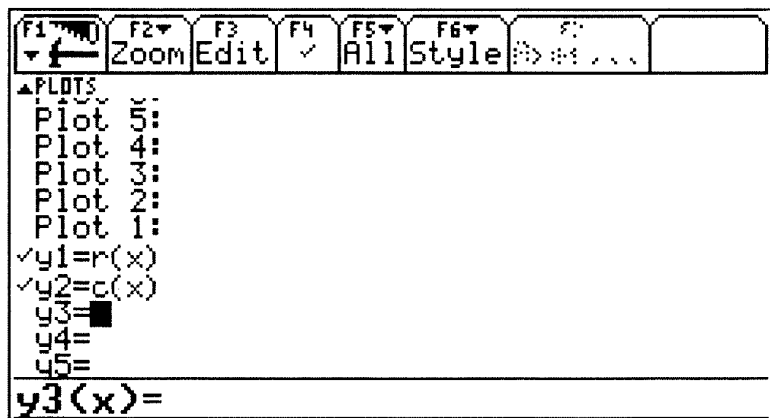 F1 F2▾ F3 F4 F5▾ F6▾ F7
Zoom Edit ✓ All Style
▴PLOTS
Plot 5:
Plot 4:
Plot 3:
Plot 2:
Plot 1:
✓y1=r(x)
✓y2=c(x)
y3=
y4=
y5=
y3(x)=